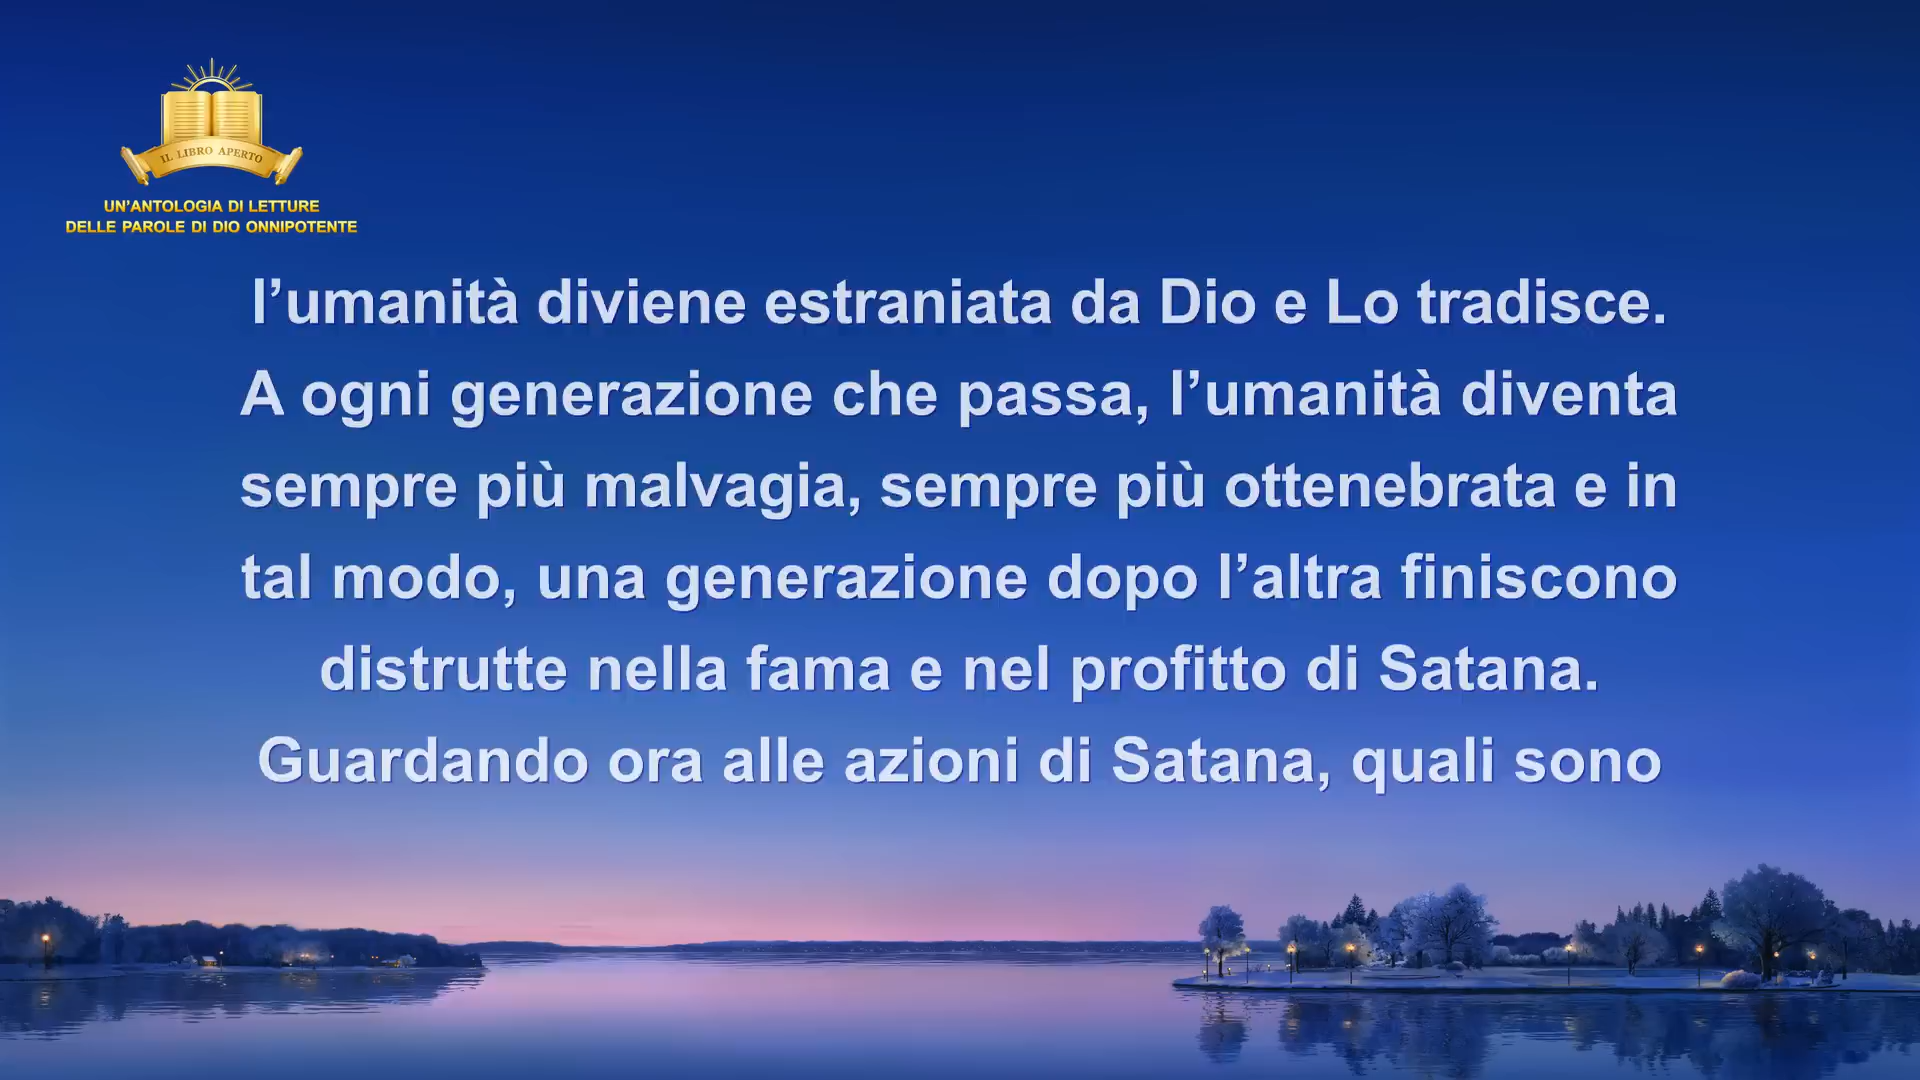 IL LIBRO APERTO
UN’ANTOLOGIA DI LETTURE
DELLE PAROLE DI DIO ONNIPOTENTE
l’umanità diviene estraniata da Dio e Lo tradisce.
A ogni generazione che passa, l’umanità diventa
sempre più malvagia, sempre più ottenebrata e in
tal modo, una generazione dopo l’altra finiscono
distrutte nella fama e nel profitto di Satana.
Guardando ora alle azioni di Satana, quali sono